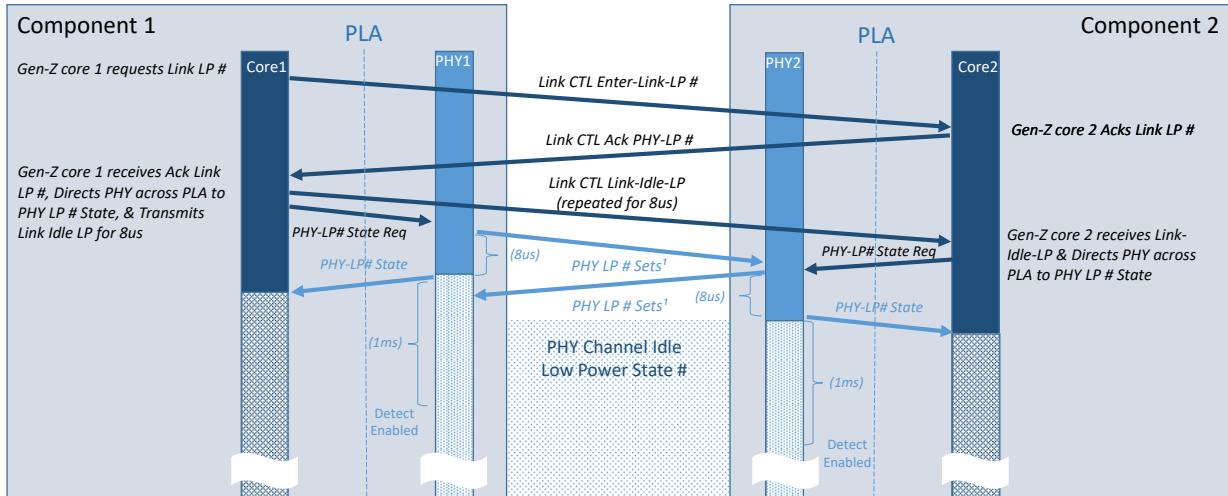 Component 1
Component 2
PLA
PLA
Core1
PHY1
PHY2
Core2
Gen-Z core 1 requests Link LP #
Link CTL Enter-Link-LP #
Gen-Z core 2 Acks Link LP #
Link CTL Ack PHY-LP #
Gen-Z core 1 receives Ack Link
LP #, Directs PHY across PLA to
PHY LP # State, & Transmits
Link Idle LP for 8us
Link CTL Link-Idle-LP
(repeated for 8us)
PHY-LP# State Req
Gen-Z core 2 receives Link-
Idle-LP & Directs PHY across
PLA to PHY LP # State
PHY-LP# State Req
(8us)
PHY LP # Sets¹
PHY-LP# State
PHY LP # Sets¹
(8us)
PHY-LP# State
(1ms)
PHY Channel Idle
Low Power State #
(1ms)
Detect
Enabled
Detect
Enabled